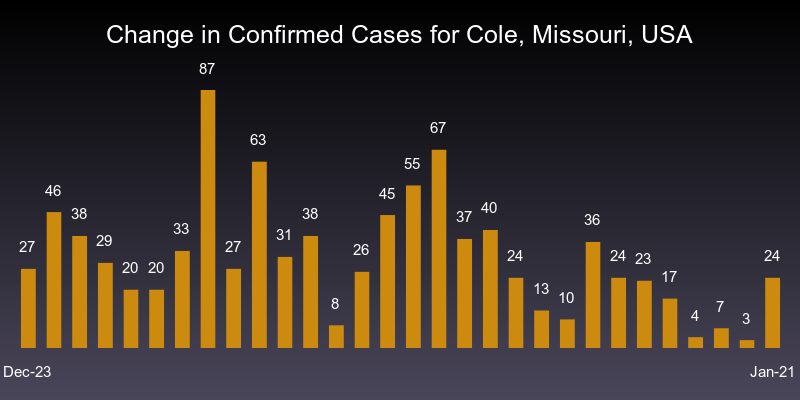 Change in Confirmed Cases for Cole, Missouri, USA
27 46 38 29 20 20 33 87 27 63 31 38 8 26 45 55 67 37 40 24 13 10 36 24 23 17 4 7 3 24
Dec-23 Jan-21